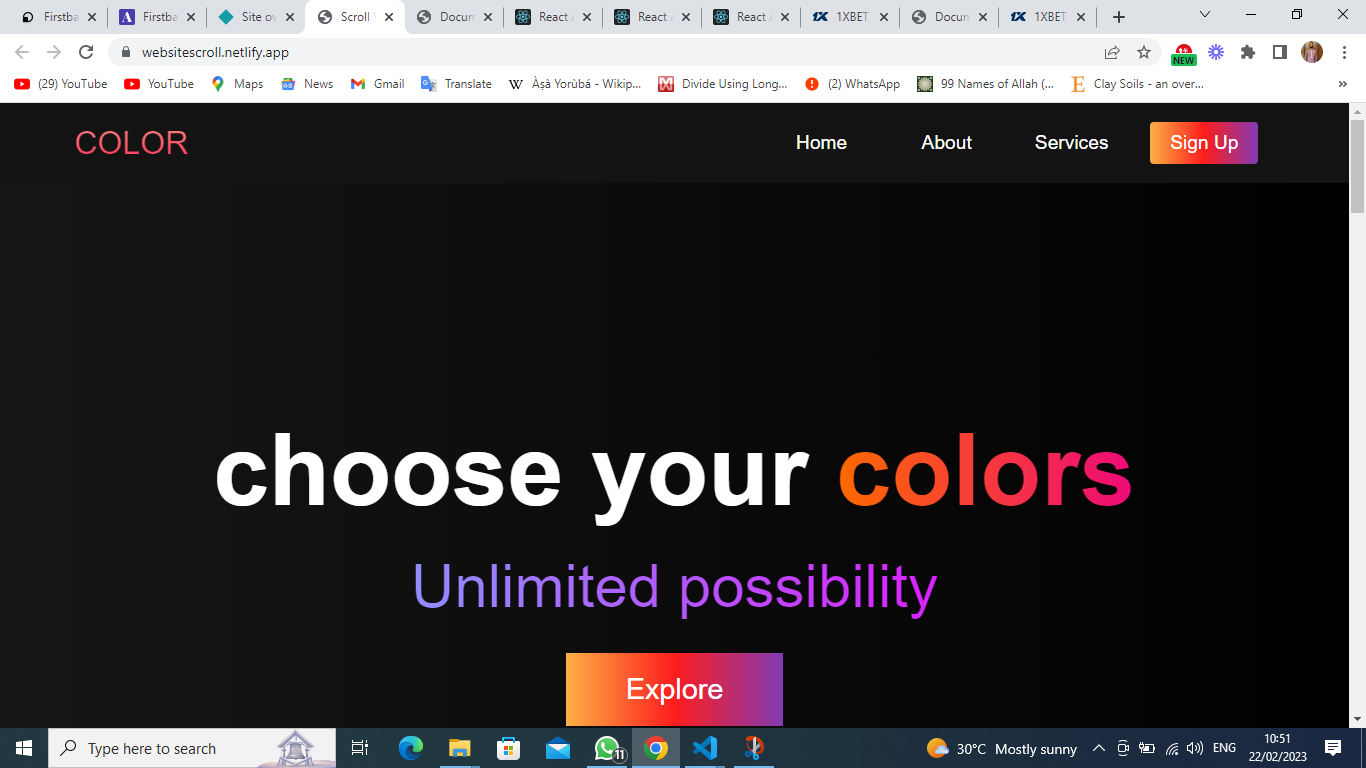 Firstba
Firstba
Site ov
Scroll
Docum
React
React
React
1XBET
Docum
1XBET
websitescroll.netlify.app
NEW
(29) YouTube
YouTube
Maps
News
Gmail
Translate
Àṣà Yorùbá - Wikip...
Divide Using Long...
(2) WhatsApp
99 Names of Allah (...
Clay Soils - an over...
COLOR
Home
About
Services
Sign Up
choose your colors
Unlimited possibility
Explore
Type here to search
11
30°C Mostly sunny
ENG
10:51
22/02/2023